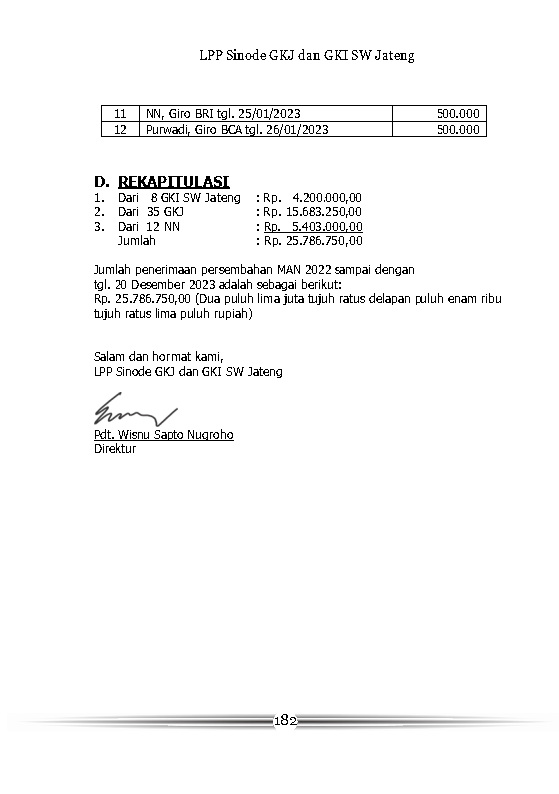 LPP Sinode GKJ dan GKI SW Jateng
11 NN, Giro BRI tgl. 25/01/2023 500.000
12 Purwadi, Giro BCA tgl. 26/01/2023 500.000
D. REKAPITULASI
1. Dari 8 GKI SW Jateng : Rp. 4.200.000,00
2. Dari 35 GKJ : Rp. 15.683.250,00
3. Dari 12 NN : Rp. 5.403.000,00
Jumlah : Rp. 25.786.750,00
Jumlah penerimaan persembahan MAN 2022 sampai dengan
tgl. 20 Desember 2023 adalah sebagai berikut:
Rp. 25.786.750,00 (Dua puluh lima juta tujuh ratus delapan puluh enam ribu
tujuh ratus lima puluh rupiah)
Salam dan hormat kami,
LPP Sinode GKJ dan GKI SW Jateng
Pdt. Wisnu Sapto Nugroho
Direktur
182